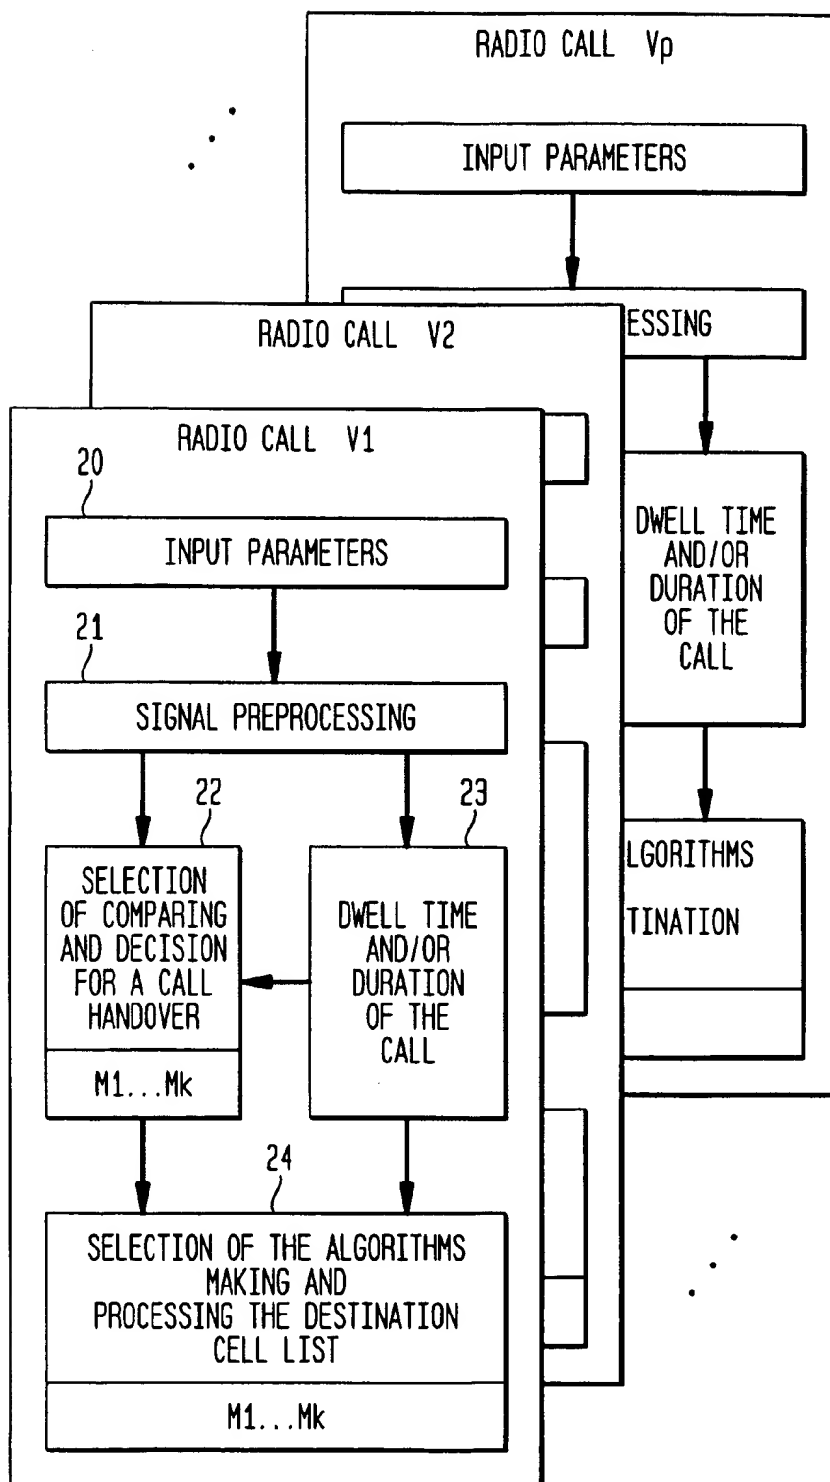 RADIO CALL Vp
INPUT PARAMETERS
ESSING
DWELL TIME
AND/OR
DURATION
OF THE
CALL
LGORITHMS
TINATION
RADIO CALL V2
RADIO CALL V1
20
INPUT PARAMETERS
21
SIGNAL PREPROCESSING
22
SELECTION
OF COMPARING
AND DECISION
FOR A CALL
HANDOVER
M1...Mk
23
DWELL TIME
AND/OR
DURATION
OF THE
CALL
24
SELECTION OF THE ALGORITHMS
MAKING AND
PROCESSING THE DESTINATION
CELL LIST
M1...Mk